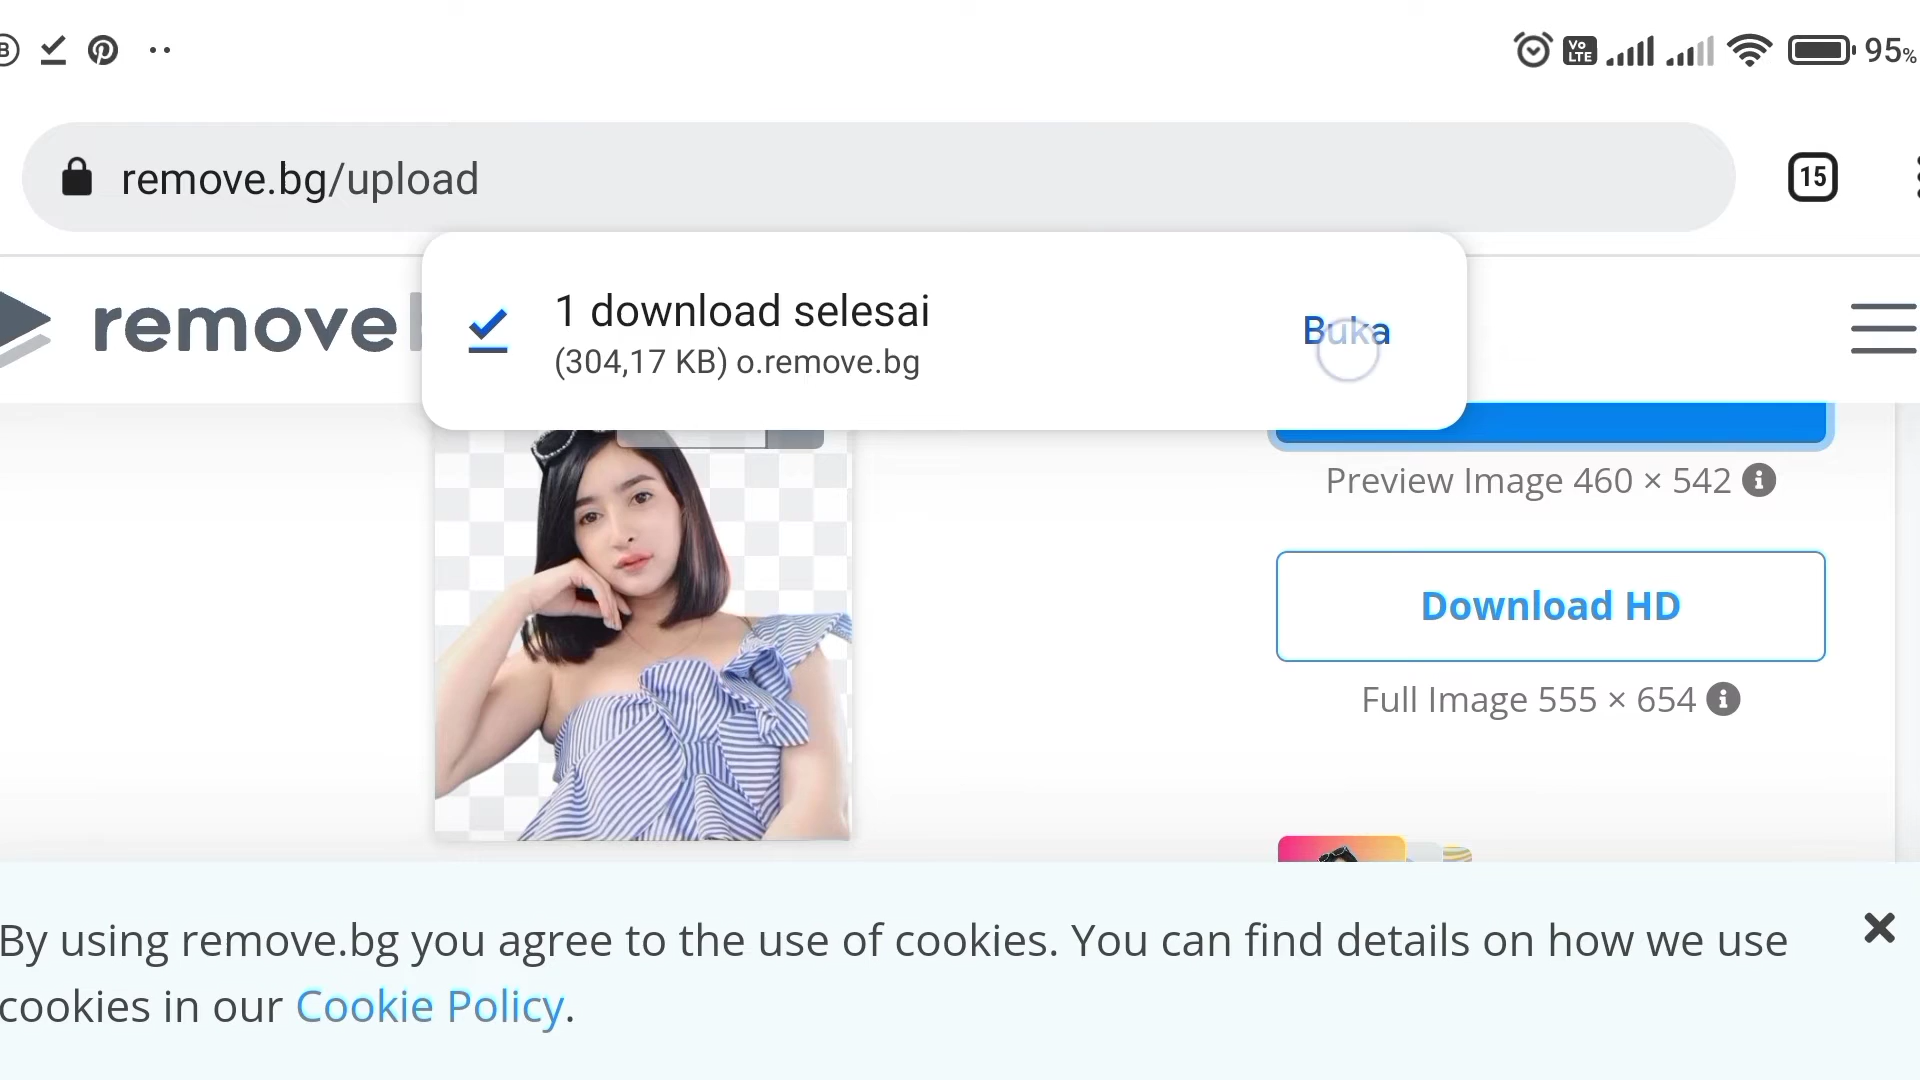 95%
remove.bg/upload
15
remove
1 download selesai
(304,17 KB) o.remove.bg
Buka
Preview Image 460 × 542
Download HD
Full Image 555 × 654
By using remove.bg you agree to the use of cookies. You can find details on how we use
cookies in our Cookie Policy.